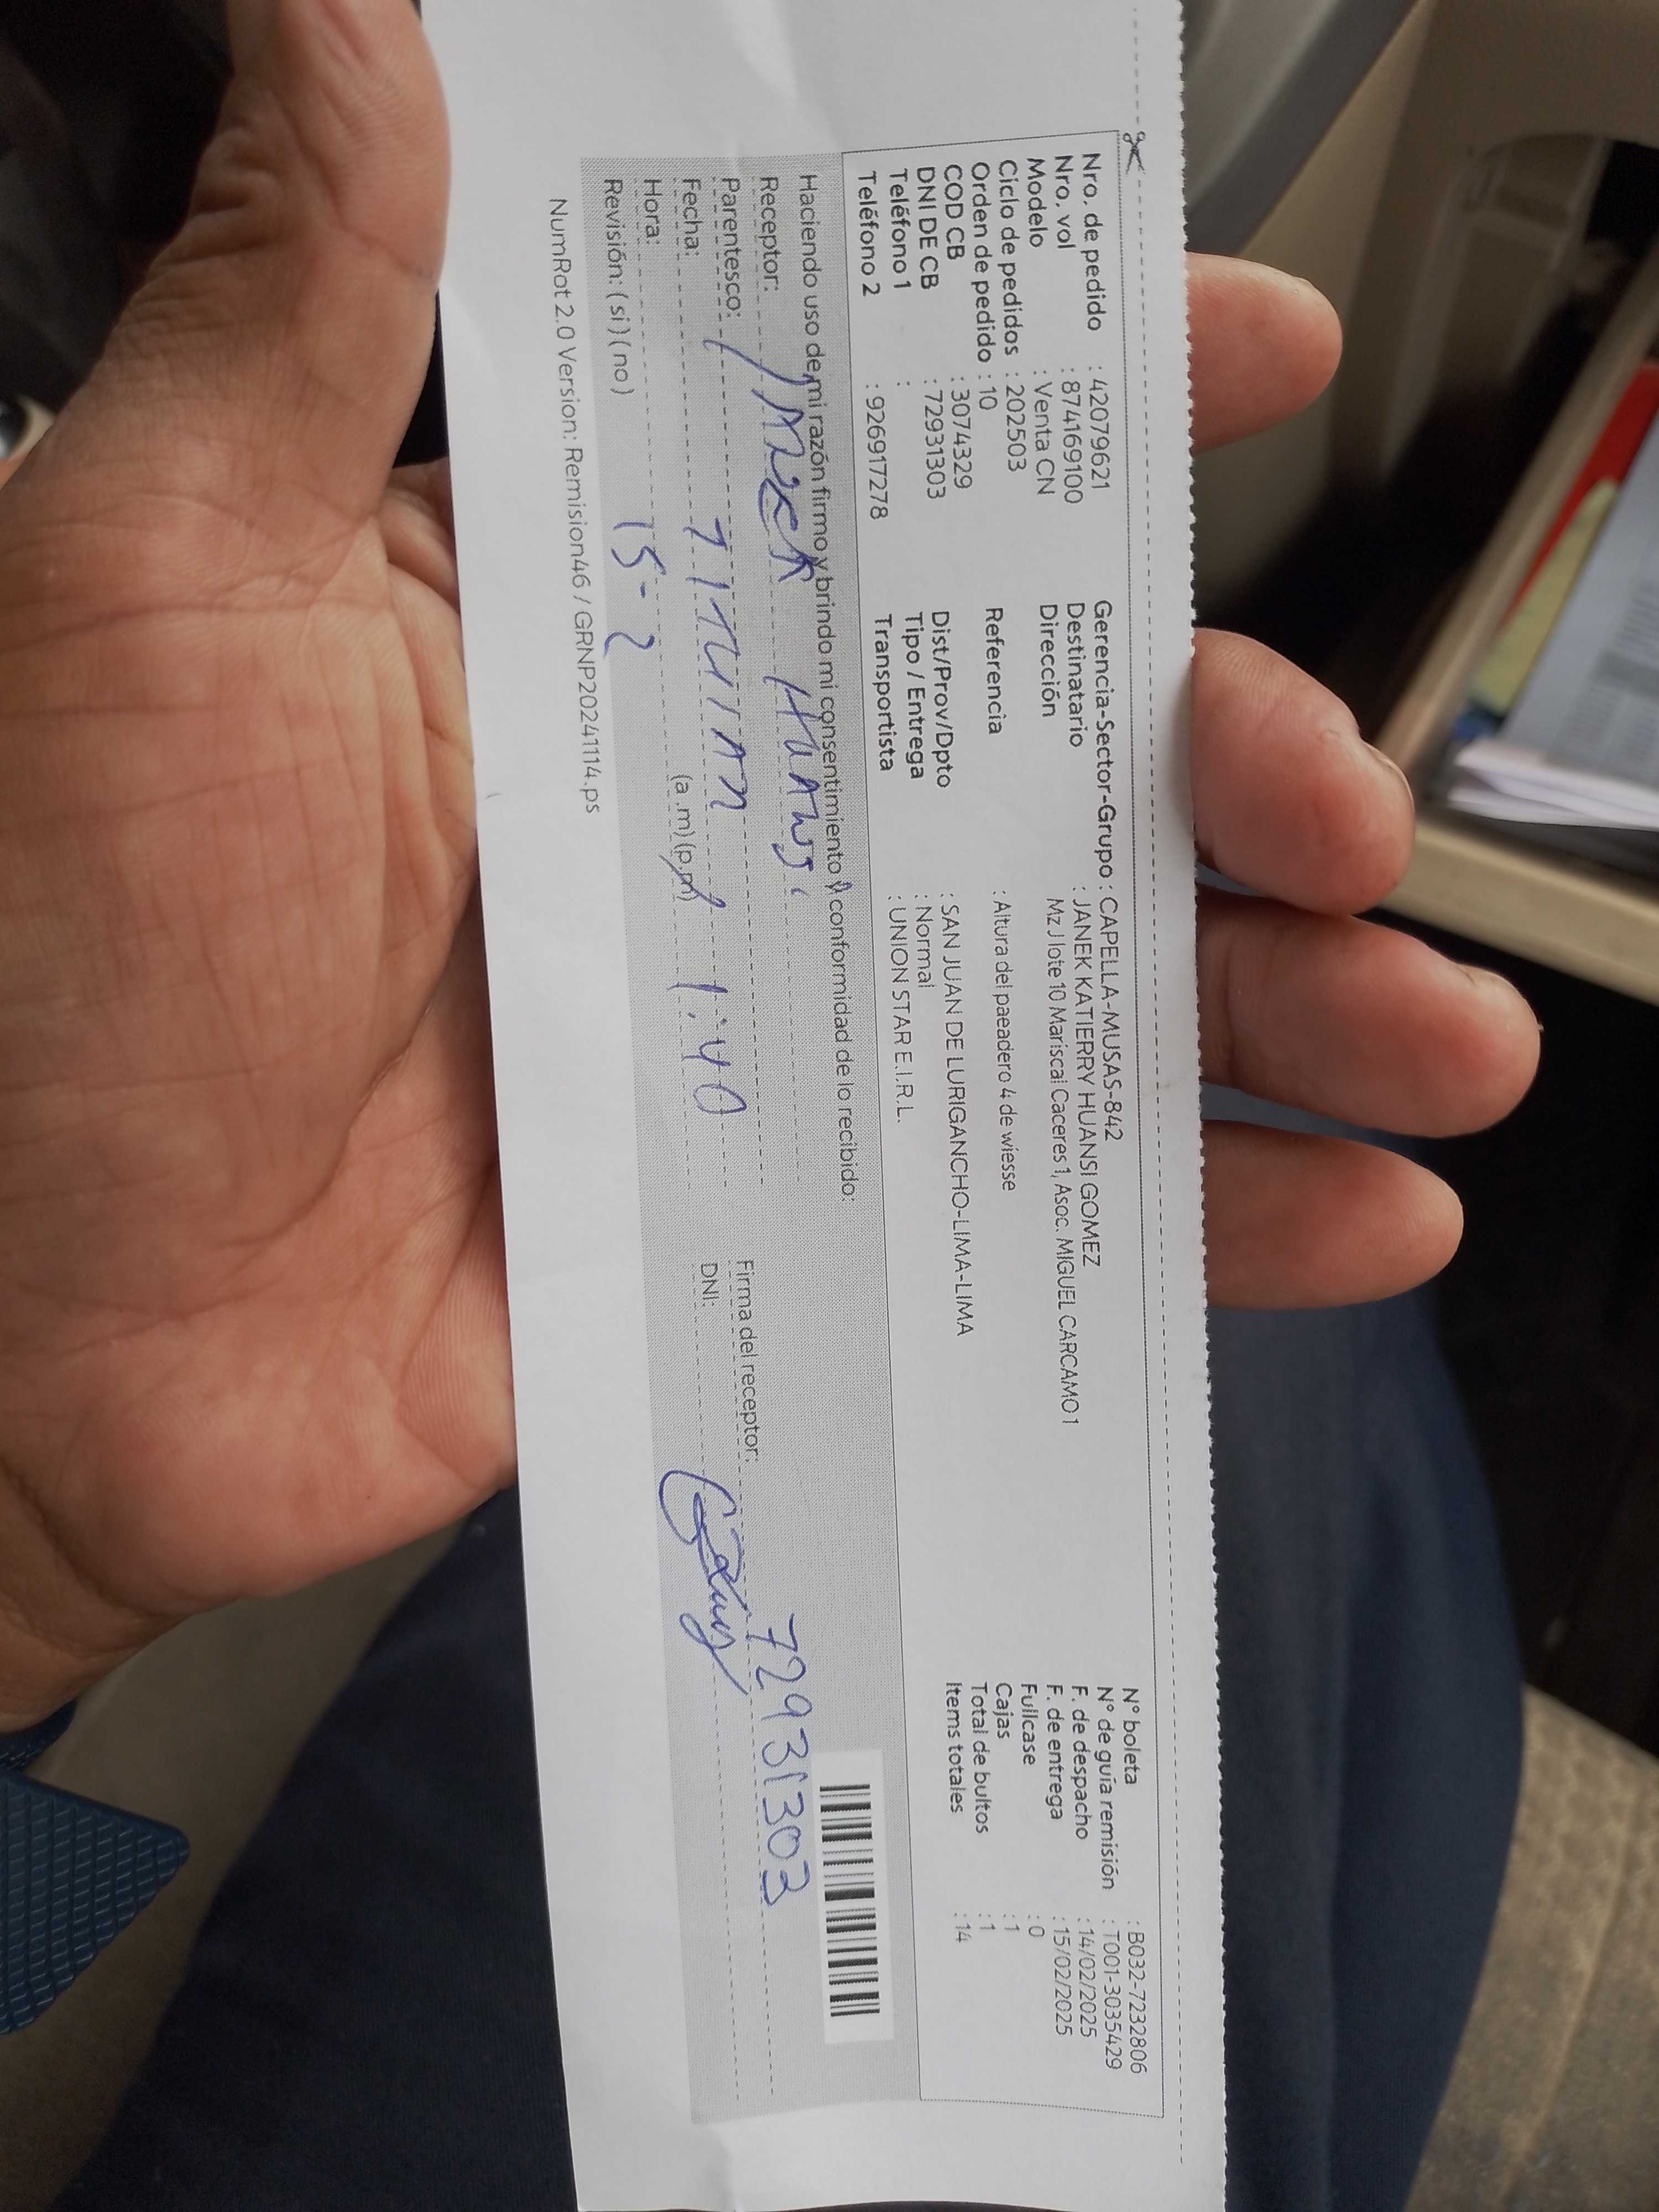 Nro. de pedido : 42079621
Nro. vol : 874169100
Modelo : Venta CN
Ciclo de pedidos : 202503
Orden de pedido : 10
COD CB : 3074329
DNI DE CB : 72931303
Teléfono 1 :
Teléfono 2 : 926917278
Gerencia-Sector-Grupo : CAPELLA-MUSAS-842
Destinatario : JANEK KATIERRY HUANSI GOMEZ
Dirección Mz J lote 10 Mariscal Caceres 1, Asoc. MIGUEL CARCAMO1
Referencia : Altura del paeadero 4 de wiesse
Dist/Prov/Dpto : SAN JUAN DE LURIGANCHO-LIMA-LIMA
Tipo / Entrega : Normal
Transportista : UNION STAR E.I.R.L.
N° boleta : B032-7232806
N° de guía remisión : T001-3035429
F. de despacho : 14/02/2025
F. de entrega : 15/02/2025
Fullcase : 0
Cajas : 1
Total de bultos : 1
Items totales : 14
Haciendo uso de mi razón firmo y brindo mi consentimiento y conformidad de lo recibido:
Receptor:
Parentesco: Titular
Fecha:
Hora: (a.m) (p.m) 1:40
Revisión: (si) (no) 15-2
Firma del receptor:
DNI:
72931303
NumRot 2.0 Version: Remision46 / GRNP20241114.ps